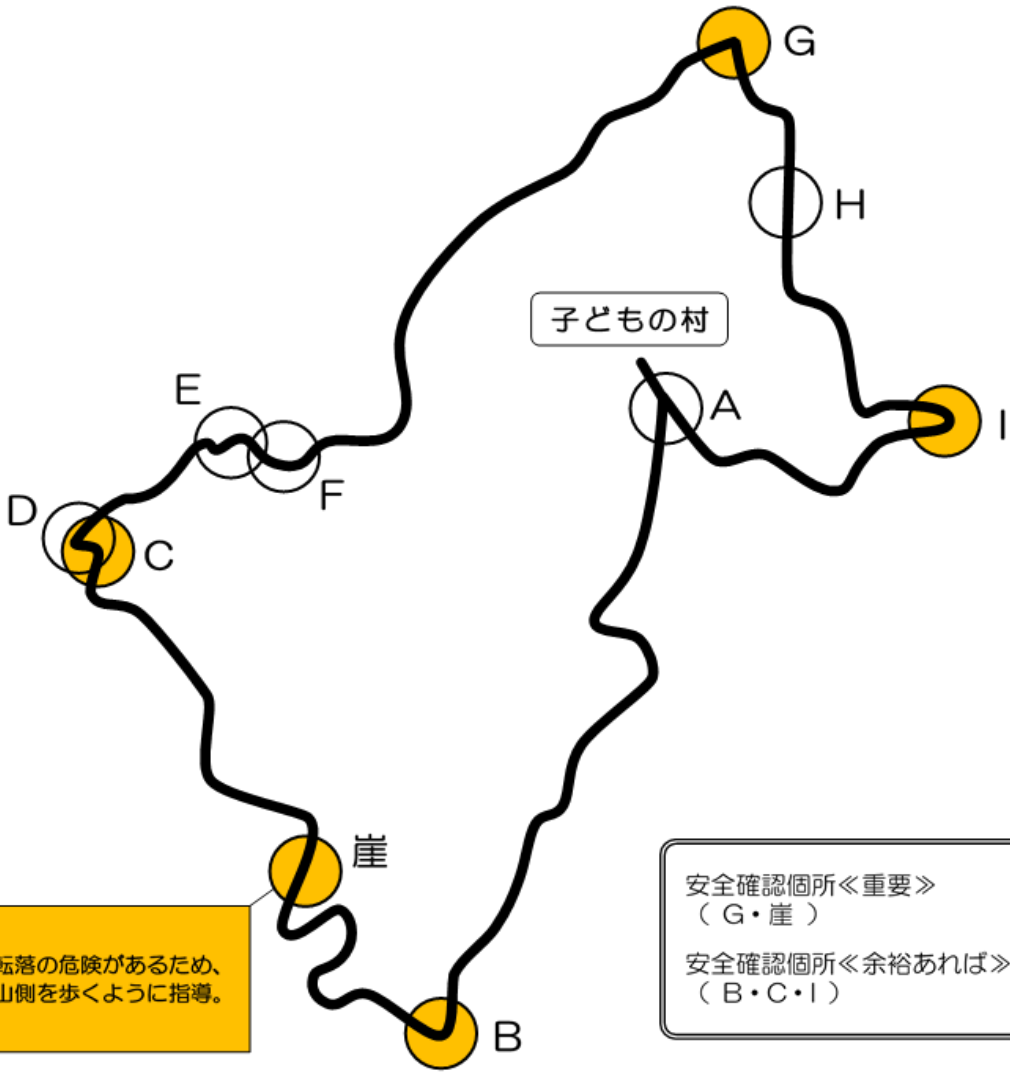 G
H
子どもの村
E
A
I
F
D
C
崖
安全確認個所≪重要≫
( G・崖 )
転落の危険があるため、
山側を歩くように指導。
安全確認個所≪余裕あれば≫
( B・C・I )
B